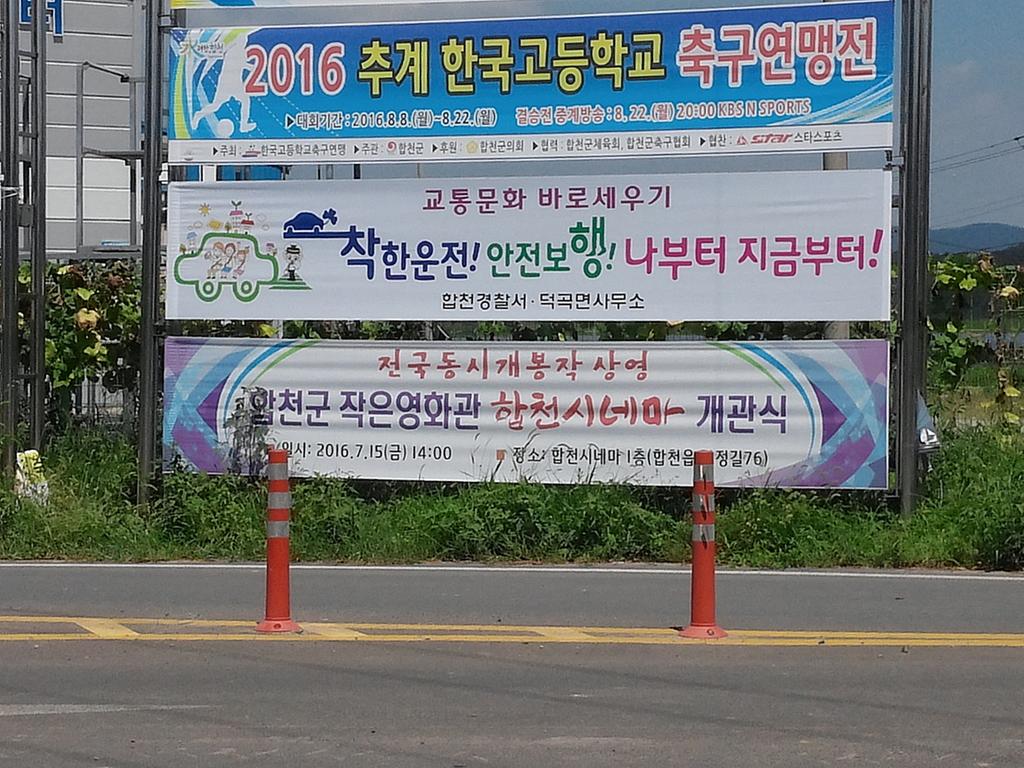 2016 추계 한국고등학교 축구연맹전
▶대회기간 : 2016.8.8.(월)~8.22.(월) 결승전 중계방송 : 8. 22.(월) 20:00 KBS N SPORTS
▶주최 : 한국고등학교축구연맹 ▶주관 : 합천군 ▶후원 : 합천군의회 ▶협력 : 합천군체육회, 합천군축구협회 ▶협찬 : star 스타스포츠
교통문화 바로세우기
착한운전! 안전보행! 나부터 지금부터!
합천경찰서 · 덕곡면사무소
전국동시개봉작 상영
합천군 작은영화관 합천시네마 개관식
일시: 2016.7.15(금) 14:00 ■ 장소: 합천시네마 1층(합천읍 정길76)